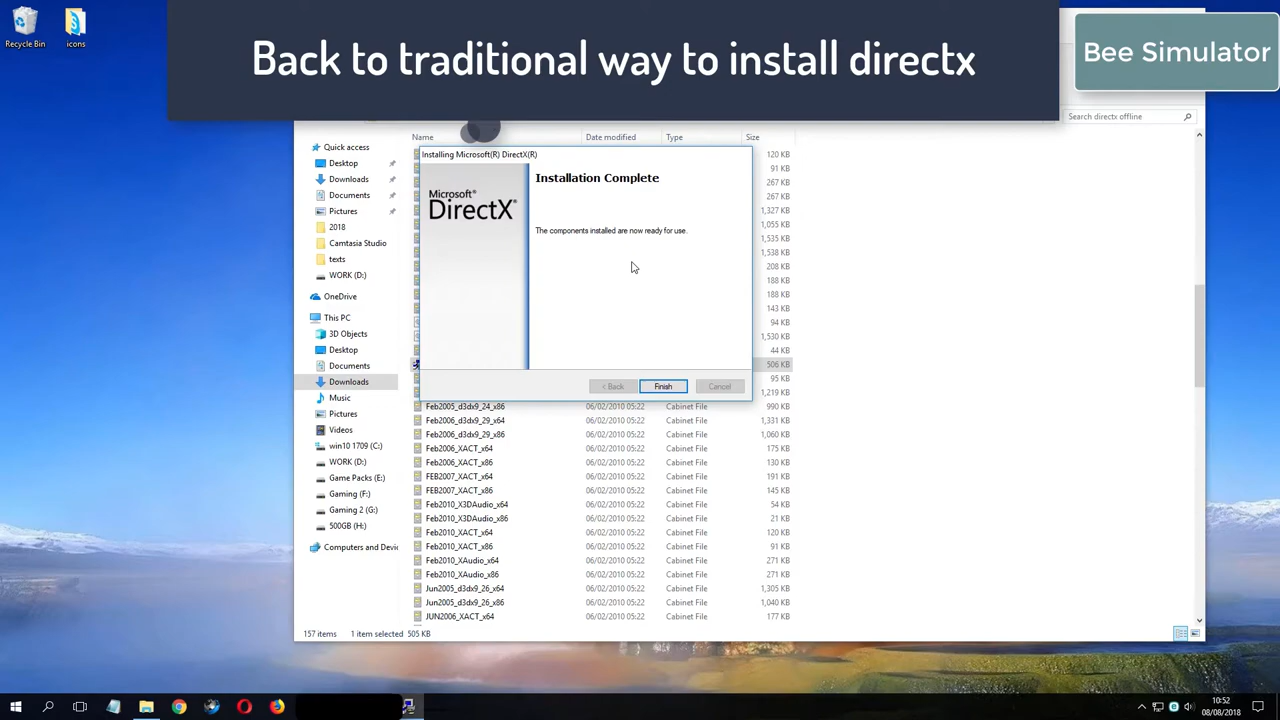 Back to traditional way to install directx
Bee Simulator
Recycle Bin
icons
Search directx offline
Name
Date modified
Type
Size
Quick access
Desktop
Downloads
Documents
Pictures
2018
Camtasia Studio
texts
WORK (D:)
OneDrive
This PC
3D Objects
Desktop
Documents
Downloads
Music
Pictures
Videos
win10 1709 (C:)
WORK (D:)
Game Packs (E:)
Gaming (F:)
Gaming 2 (G:)
500GB (H:)
Computers and Devic
Installing Microsoft(R) DirectX(R)
Microsoft®
DirectX®
Installation Complete
The components installed are now ready for use.
< Back
Finish
Cancel
120 KB
91 KB
267 KB
267 KB
1,327 KB
1,055 KB
1,535 KB
1,538 KB
208 KB
188 KB
188 KB
143 KB
94 KB
1,530 KB
44 KB
506 KB
95 KB
1,219 KB
Feb2005_d3dx9_24_x86 06/02/2010 05:22 Cabinet File 990 KB
Feb2006_d3dx9_29_x64 06/02/2010 05:22 Cabinet File 1,331 KB
Feb2006_d3dx9_29_x86 06/02/2010 05:22 Cabinet File 1,060 KB
Feb2006_XACT_x64 06/02/2010 05:22 Cabinet File 175 KB
Feb2006_XACT_x86 06/02/2010 05:22 Cabinet File 130 KB
FEB2007_XACT_x64 06/02/2010 05:22 Cabinet File 191 KB
FEB2007_XACT_x86 06/02/2010 05:22 Cabinet File 145 KB
Feb2010_X3DAudio_x64 06/02/2010 05:22 Cabinet File 54 KB
Feb2010_X3DAudio_x86 06/02/2010 05:22 Cabinet File 21 KB
Feb2010_XACT_x64 06/02/2010 05:22 Cabinet File 120 KB
Feb2010_XACT_x86 06/02/2010 05:22 Cabinet File 91 KB
Feb2010_XAudio_x64 06/02/2010 05:22 Cabinet File 271 KB
Feb2010_XAudio_x86 06/02/2010 05:22 Cabinet File 271 KB
Jun2005_d3dx9_26_x64 06/02/2010 05:22 Cabinet File 1,305 KB
Jun2005_d3dx9_26_x86 06/02/2010 05:22 Cabinet File 1,040 KB
JUN2006_XACT_x64 06/02/2010 05:22 Cabinet File 177 KB
157 items 1 item selected 505 KB
10:52
08/08/2018